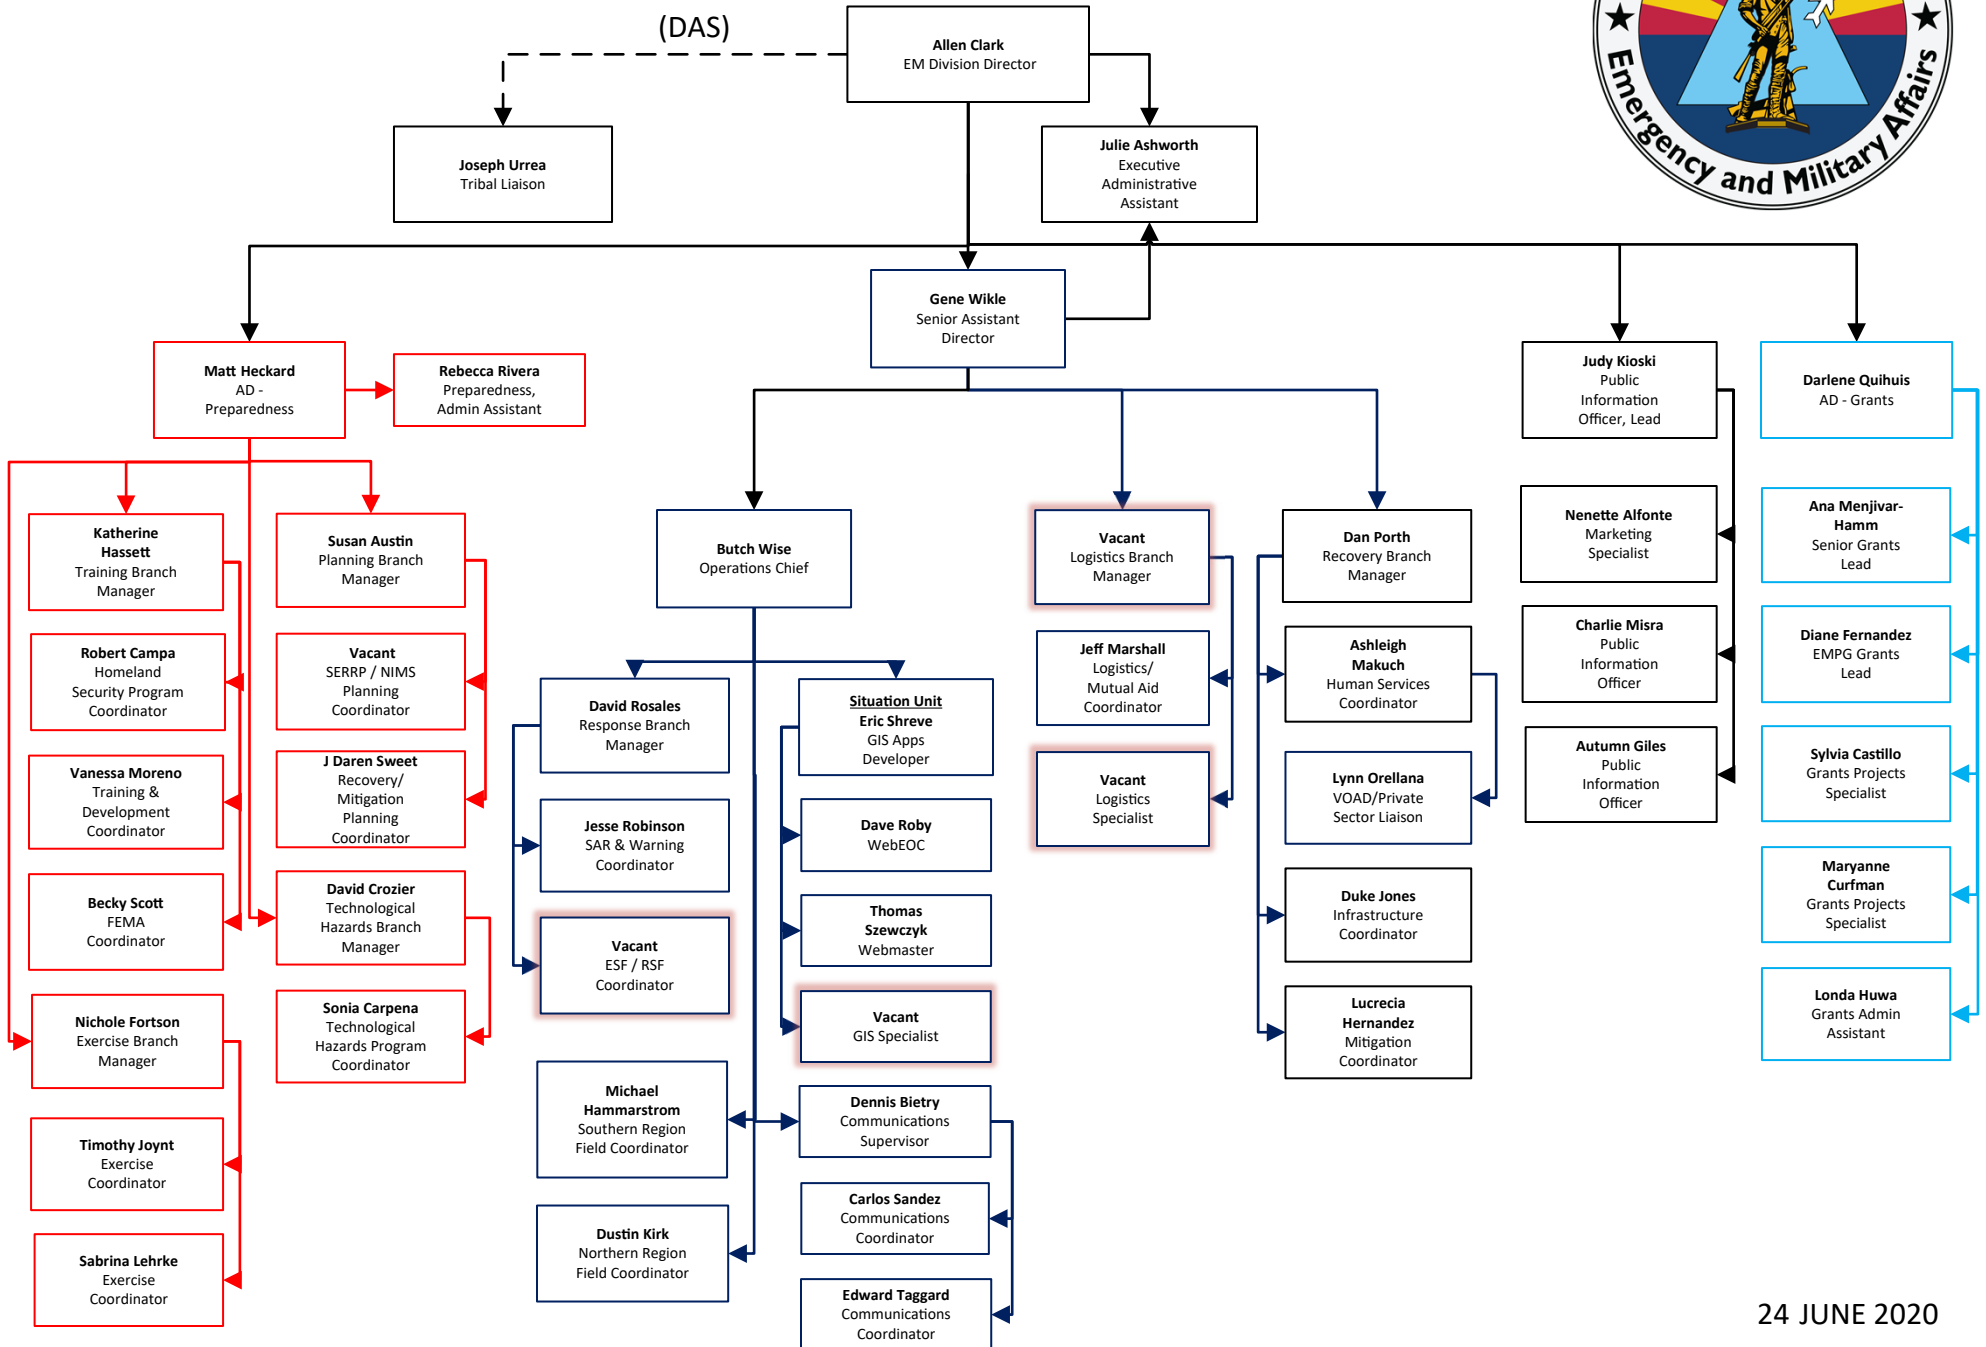 (DAS)
Allen Clark
EM Division Director
Emergency and Military Affairs
Joseph Urrea
Tribal Liaison
Julie Ashworth
Executive
Administrative
Assistant
Gene Wikle
Senior Assistant
Director
Matt Heckard
AD -
Preparedness
Rebecca Rivera
Preparedness,
Admin Assistant
Judy Kioski
Public
Information
Officer, Lead
Darlene Quihuis
AD - Grants
Katherine
Hassett
Training Branch
Manager
Robert Campa
Homeland
Security Program
Coordinator
Vanessa Moreno
Training &
Development
Coordinator
Becky Scott
FEMA
Coordinator
Nichole Fortson
Exercise Branch
Manager
Timothy Joynt
Exercise
Coordinator
Sabrina Lehrke
Exercise
Coordinator
Susan Austin
Planning Branch
Manager
Vacant
SERRP / NIMS
Planning
Coordinator
J Daren Sweet
Recovery/
Mitigation
Planning
Coordinator
David Crozier
Technological
Hazards Branch
Manager
Sonia Carpena
Technological
Hazards Program
Coordinator
Butch Wise
Operations Chief
David Rosales
Response Branch
Manager
Jesse Robinson
SAR & Warning
Coordinator
Vacant
ESF / RSF
Coordinator
Michael
Hammarstrom
Southern Region
Field Coordinator
Dustin Kirk
Northern Region
Field Coordinator
Situation Unit
Eric Shreve
GIS Apps
Developer
Dave Roby
WebEOC
Thomas
Szewczyk
Webmaster
Vacant
GIS Specialist
Dennis Bietry
Communications
Supervisor
Carlos Sandez
Communications
Coordinator
Edward Taggard
Communications
Coordinator
Vacant
Logistics Branch
Manager
Jeff Marshall
Logistics/
Mutual Aid
Coordinator
Vacant
Logistics
Specialist
Dan Porth
Recovery Branch
Manager
Ashleigh
Makuch
Human Services
Coordinator
Lynn Orellana
VOAD/Private
Sector Liaison
Duke Jones
Infrastructure
Coordinator
Lucrecia
Hernandez
Mitigation
Coordinator
Nenette Alfonte
Marketing
Specialist
Charlie Misra
Public
Information
Officer
Autumn Giles
Public
Information
Officer
Ana Menjivar-
Hamm
Senior Grants
Lead
Diane Fernandez
EMPG Grants
Lead
Sylvia Castillo
Grants Projects
Specialist
Maryanne
Curfman
Grants Projects
Specialist
Londa Huwa
Grants Admin
Assistant
24 JUNE 2020